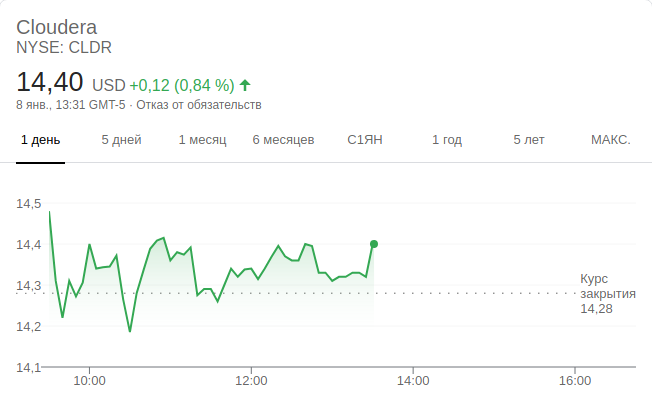 Cloudera
NYSE: CLDR
14,40 USD +0,12 (0,84 %)
8 янв., 13:31 GMT-5 · Отказ от обязательств
1 день 5 дней 1 месяц 6 месяцев С1ЯН 1 год 5 лет МАКС.
14,5
14,4
14,3
14,2
14,1
Курс
закрытия
14,28
10:00 12:00 14:00 16:00